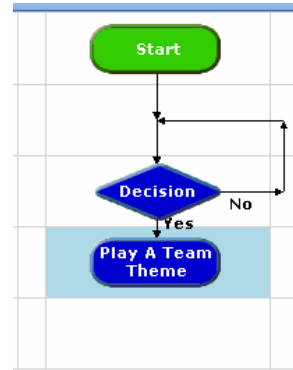 Start
Decision
No
Yes
Play A Team
Theme